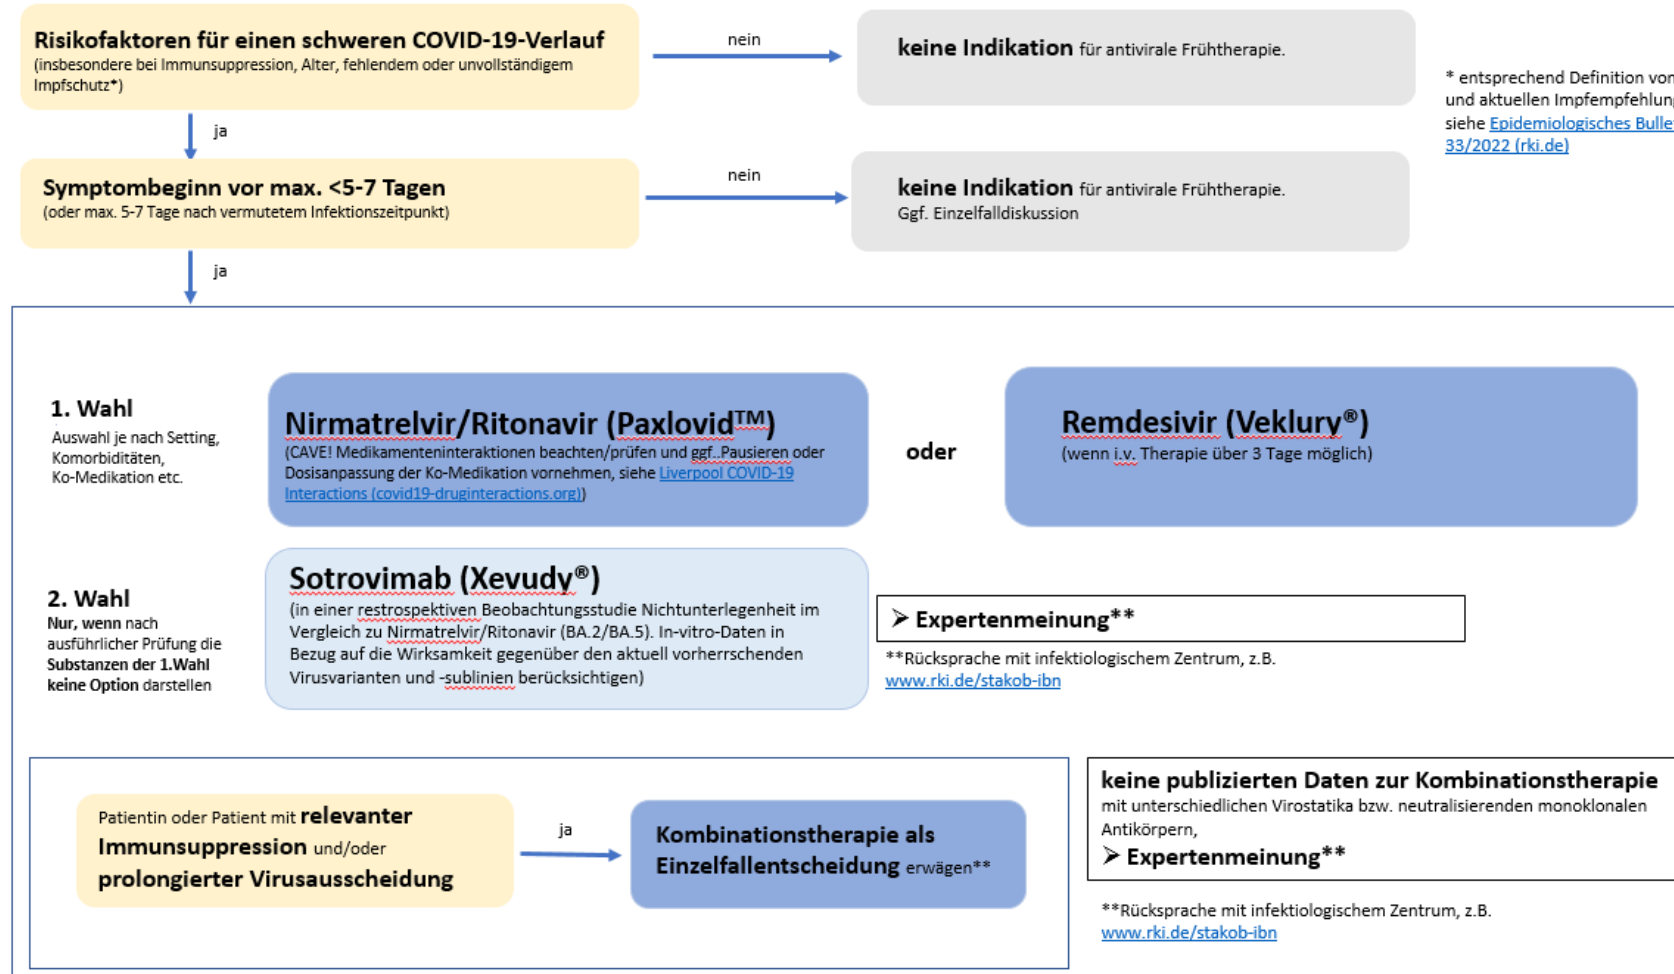 Risikofaktoren für einen schweren COVID-19-Verlauf
(insbesondere bei Immunsuppression, Alter, fehlendem oder unvollständigem
Impfschutz*)
nein
keine Indikation für antivirale Frühtherapie.
* entsprechend Definition von
und aktuellen Impfempfehlung
siehe Epidemiologisches Bullet
33/2022 (rki.de)
ja
Symptombeginn vor max. <5-7 Tagen
(oder max. 5-7 Tage nach vermutetem Infektionszeitpunkt)
nein
keine Indikation für antivirale Frühtherapie.
Ggf. Einzelfalldiskussion
ja
1. Wahl
Auswahl je nach Setting,
Komorbiditäten,
Ko-Medikation etc.
Nirmatrelvir/Ritonavir (Paxlovid™)
(CAVE! Medikamenteninteraktionen beachten/prüfen und ggf..Pausieren oder
Dosisanpassung der Ko-Medikation vornehmen, siehe Liverpool COVID-19
Interactions (covid19-druginteractions.org))
oder
Remdesivir (Veklury®)
(wenn i.v. Therapie über 3 Tage möglich)
2. Wahl
Nur, wenn nach
ausführlicher Prüfung die
Substanzen der 1.Wahl
keine Option darstellen
Sotrovimab (Xevudy®)
(in einer restrospektiven Beobachtungsstudie Nichtunterlegenheit im
Vergleich zu Nirmatrelvir/Ritonavir (BA.2/BA.5). In-vitro-Daten in
Bezug auf die Wirksamkeit gegenüber den aktuell vorherrschenden
Virusvarianten und -sublinien berücksichtigen)
➢ Expertenmeinung**
**Rücksprache mit infektiologischem Zentrum, z.B.
www.rki.de/stakob-ibn
Patientin oder Patient mit relevanter
Immunsuppression und/oder
prolongierter Virusausscheidung
ja
Kombinationstherapie als
Einzelfallentscheidung erwägen**
keine publizierten Daten zur Kombinationstherapie
mit unterschiedlichen Virostatika bzw. neutralisierenden monoklonalen
Antikörpern,
➢ Expertenmeinung**
**Rücksprache mit infektiologischem Zentrum, z.B.
www.rki.de/stakob-ibn